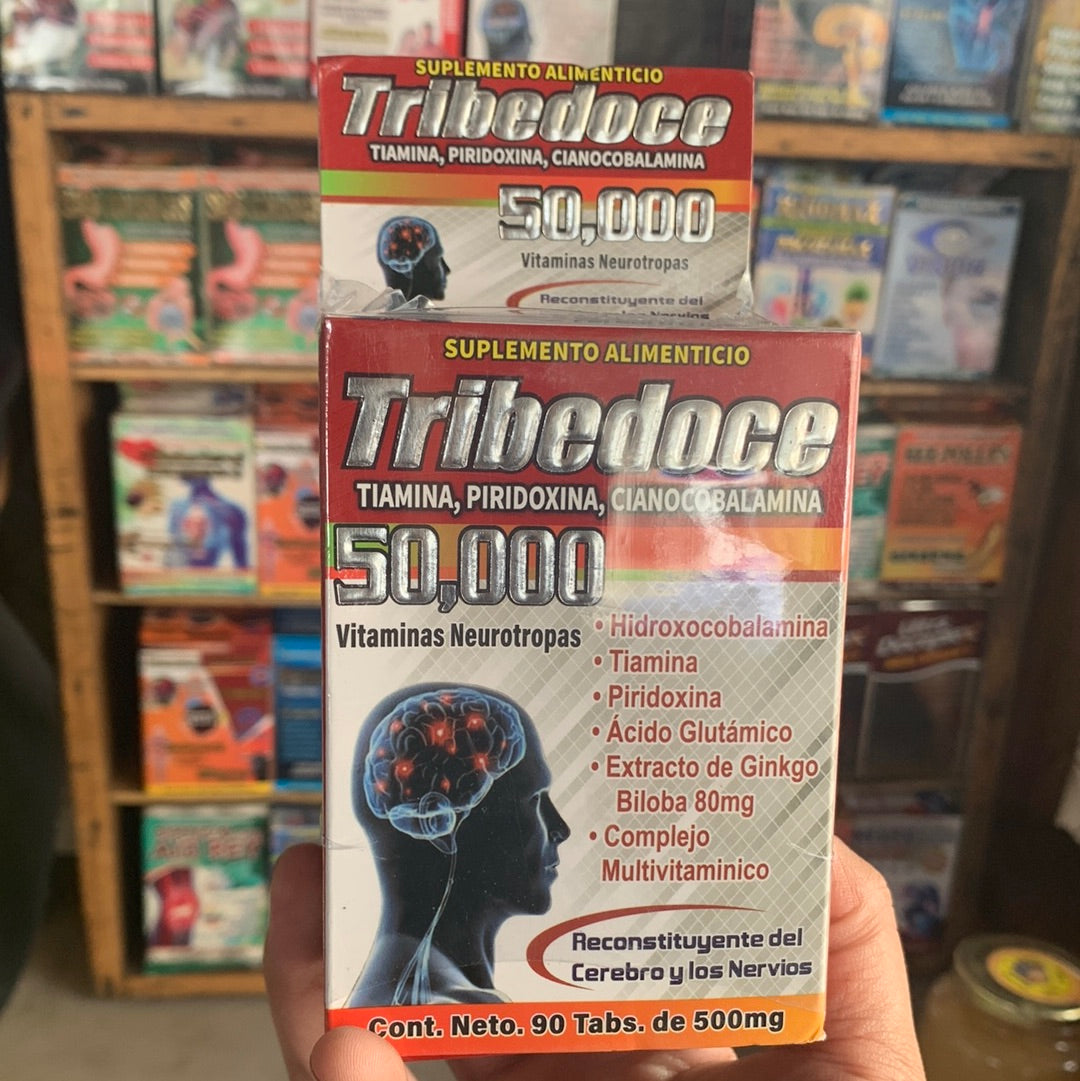 SUPLEMENTO ALIMENTICIO
Tribedoce
TIAMINA, PIRIDOXINA, CIANOCOBALAMINA
50,000
Vitaminas Neurotropas
Reconstituyente del
SUPLEMENTO ALIMENTICIO
Tribedoce
TIAMINA, PIRIDOXINA, CIANOCOBALAMINA
50,000
Vitaminas Neurotropas
• Hidroxocobalamina
• Tiamina
• Piridoxina
• Ácido Glutámico
• Extracto de Ginkgo
Biloba 80mg
• Complejo
Multivitaminico
Reconstituyente del
Cerebro y los Nervios
Cont. Neto. 90 Tabs. de 500mg